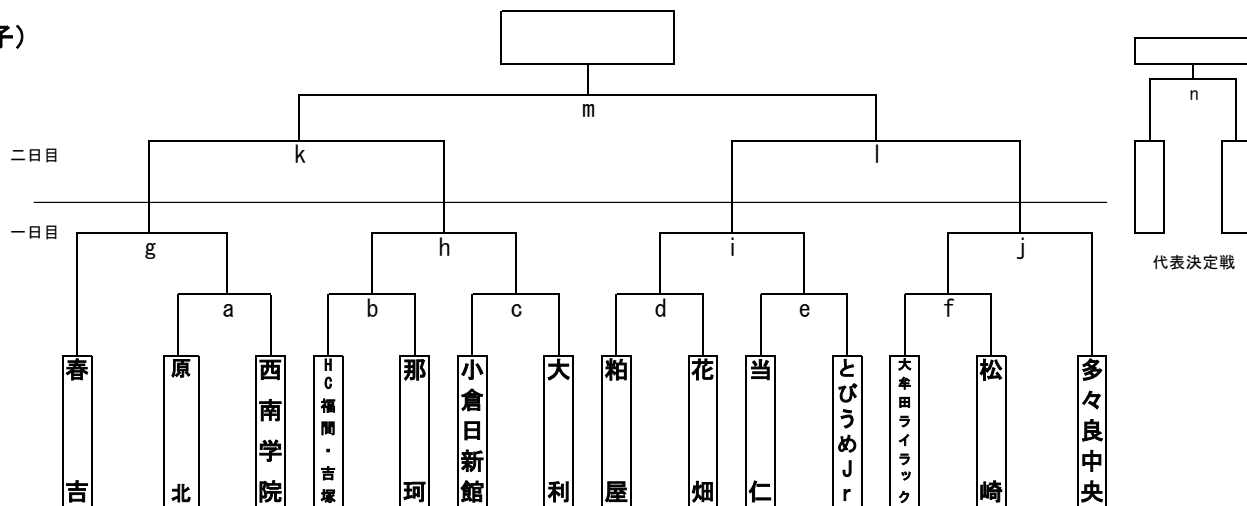 子）
m
n
二日目
k
l
一日目
g
h
i
j
代表決定戦
a
b
c
d
e
f
春吉
原北
西南学院
HC福間・吉塚
那珂
小倉日新館
大利
粕屋
花畑
当仁
とびうめJr
大牟田ライラック
松崎
多々良中央